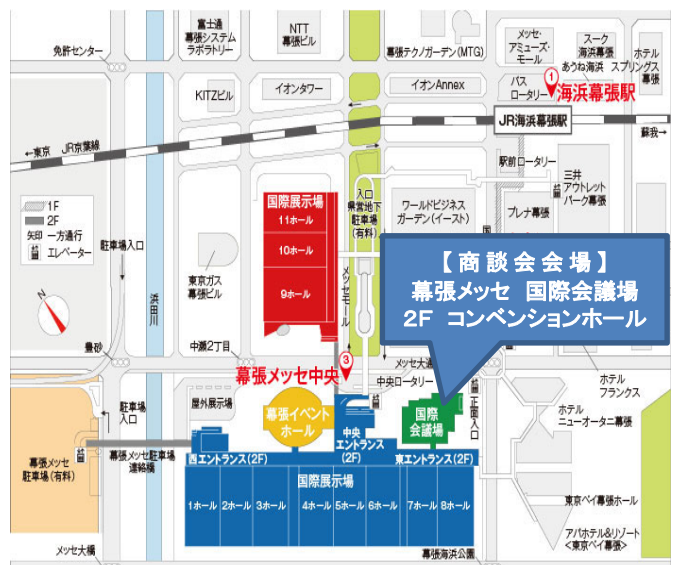 富士通
幕張システム
ラボラトリー
NTT
幕張ビル
幕張テクノガーデン(MTG)
メッセ・
アミューズ・
モール
スーク
海浜幕張
あうね海浜
ホテル
スプリングス
幕張
免許センター
KITZビル
イオンタワー
イオンAnnex
バス
ロータリー
1
海浜幕張駅
JR海浜幕張駅
←東京
JR京葉線
蘇我→
駅前ロータリー
1F
2F
矢印 一方通行
エレベーター
駐車場入口
N
東京ガス
幕張ビル
浜田川
国際展示場
11ホール
10ホール
9ホール
入口
県営地下
駐車場
(有料)
メッセモール
ワールドビジネス
ガーデン(イースト)
プレナ幕張
三井
アウトレット
パーク幕張
国
【商談会会場】
幕張メッセ 国際会議場
2F コンベンションホール
豊砂
中瀬2丁目
3
幕張メッセ中央
メッセ大通
中央ロータリー
ホテル
フランクス
駐車場
入口
屋外展示場
幕張イベント
ホール
中央
エントランス
(2F)
国際
会議場
正面入口
ホテル
ニューオータニ幕張
幕張メッセ
駐車場(有料)
幕張メッセ駐車場
連絡橋
西エントランス(2F)
東エントランス(2F)
国際展示場
1ホール
2ホール
3ホール
4ホール
5ホール
6ホール
7ホール
8ホール
東京ベイ幕張ホール
アパホテル&リゾート
<東京ベイ幕張>
メッセ大橋
幕張海浜公園